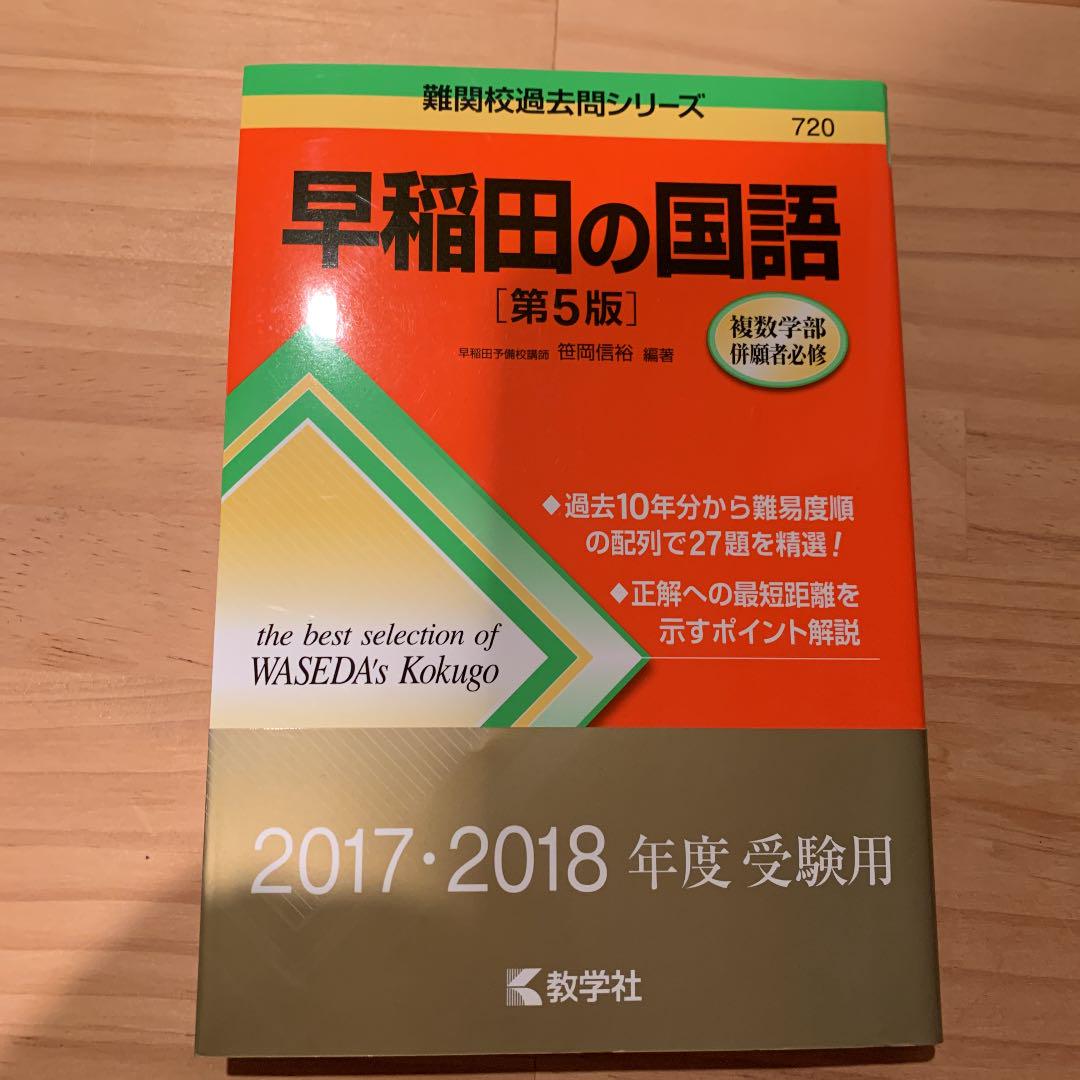 難関校過去問シリーズ
720
早稲田の国語
[第5版]
早稲田予備校講師 笹岡信裕 編著
複数学部
併願者必修
◆過去10年分から難易度順
の配列で27題を精選!
◆正解への最短距離を
示すポイント解説
the best selection of
WASEDA's Kokugo
2017・2018年度 受験用
教学社